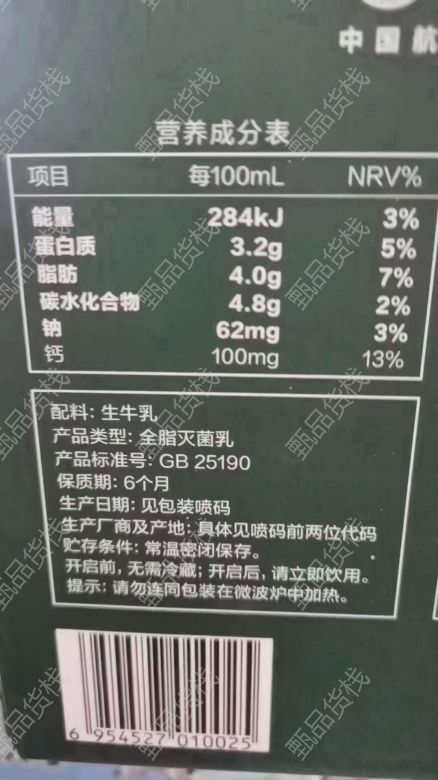 中国航
营养成分表
项目 每100mL NRV%
能量 284kJ 3%
蛋白质 3.2g 5%
脂肪 4.0g 7%
碳水化合物 4.8g 2%
钠 62mg 3%
钙 100mg 13%
配料: 生牛乳
产品类型: 全脂灭菌乳
产品标准号: GB 25190
保质期: 6个月
生产日期: 见包装喷码
生产厂商及产地: 具体见喷码前两位代码
贮存条件: 常温密闭保存。
开启前, 无需冷藏; 开启后, 请立即饮用。
提示: 请勿连同包装在微波炉中加热。
6 954527 010025
甄品货栈